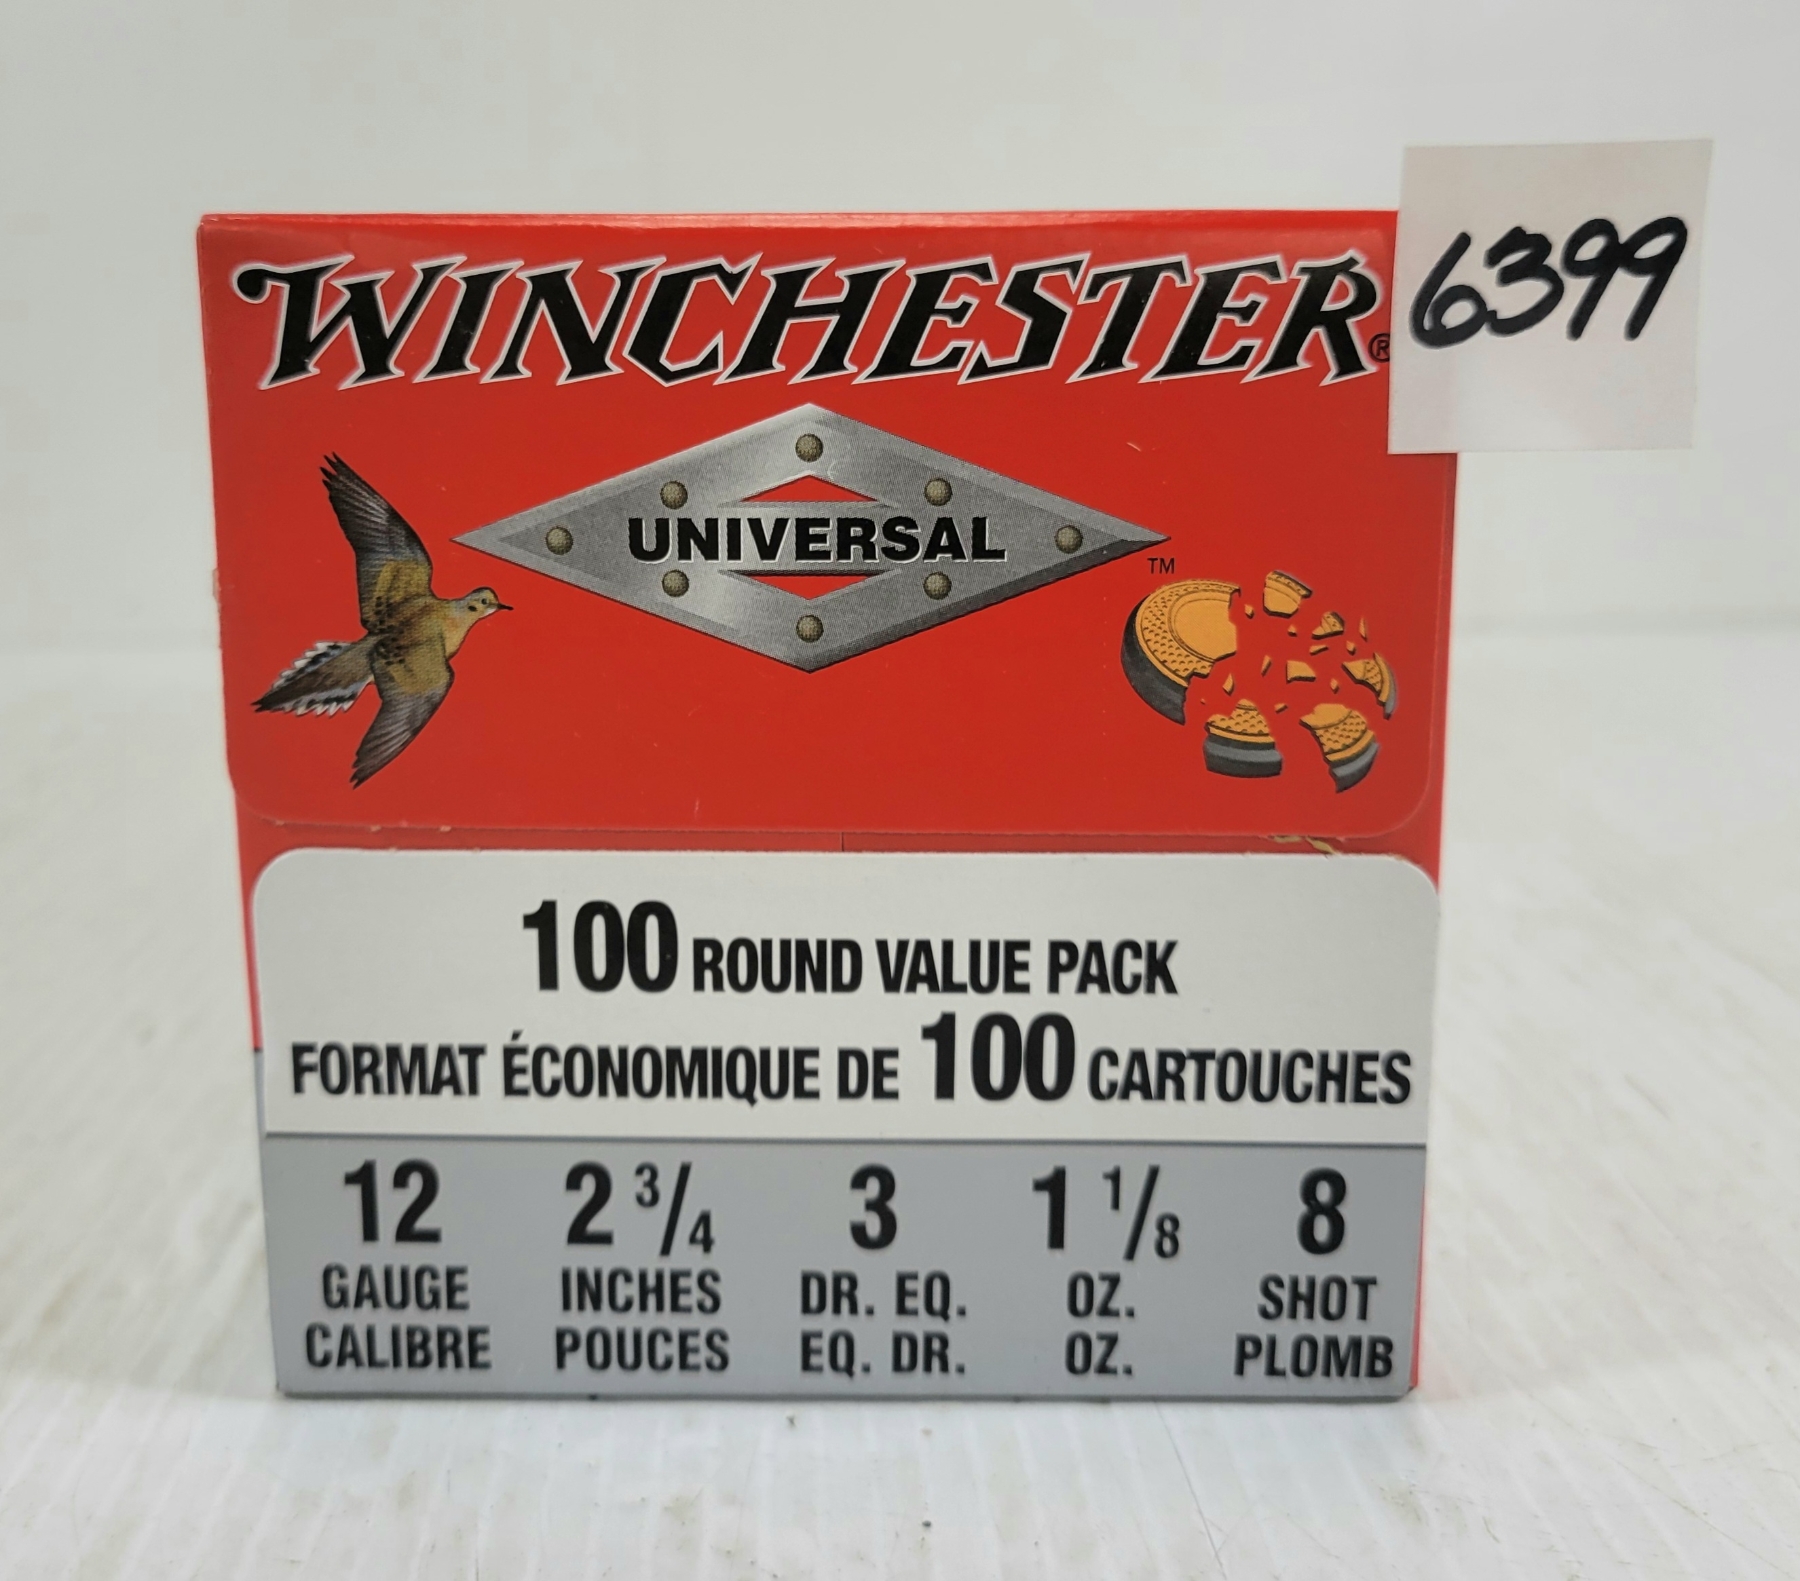 WINCHESTER®
6399
UNIVERSAL™
100 ROUND VALUE PACK
FORMAT ÉCONOMIQUE DE 100 CARTOUCHES
12 2 3/4 3 1 1/8 8
GAUGE INCHES DR. EQ. OZ. SHOT
CALIBRE POUCES EQ. DR. OZ. PLOMB